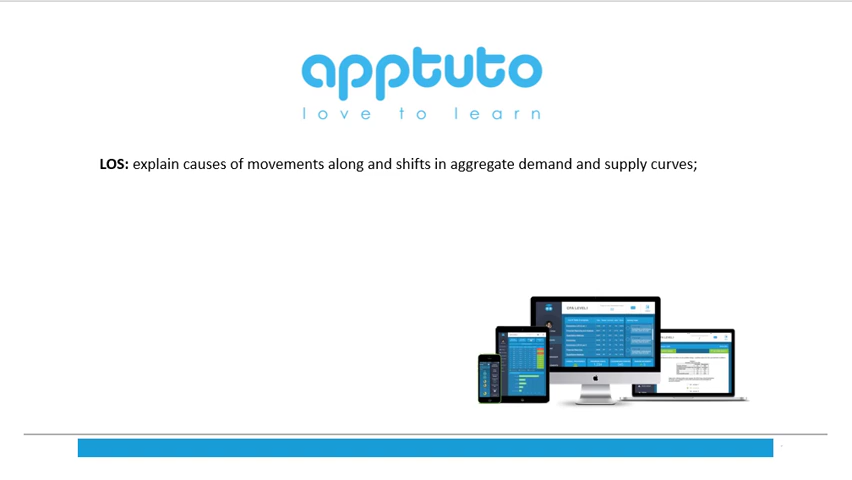 apptuto
love to learn
LOS: explain causes of movements along and shifts in aggregate demand and supply curves;